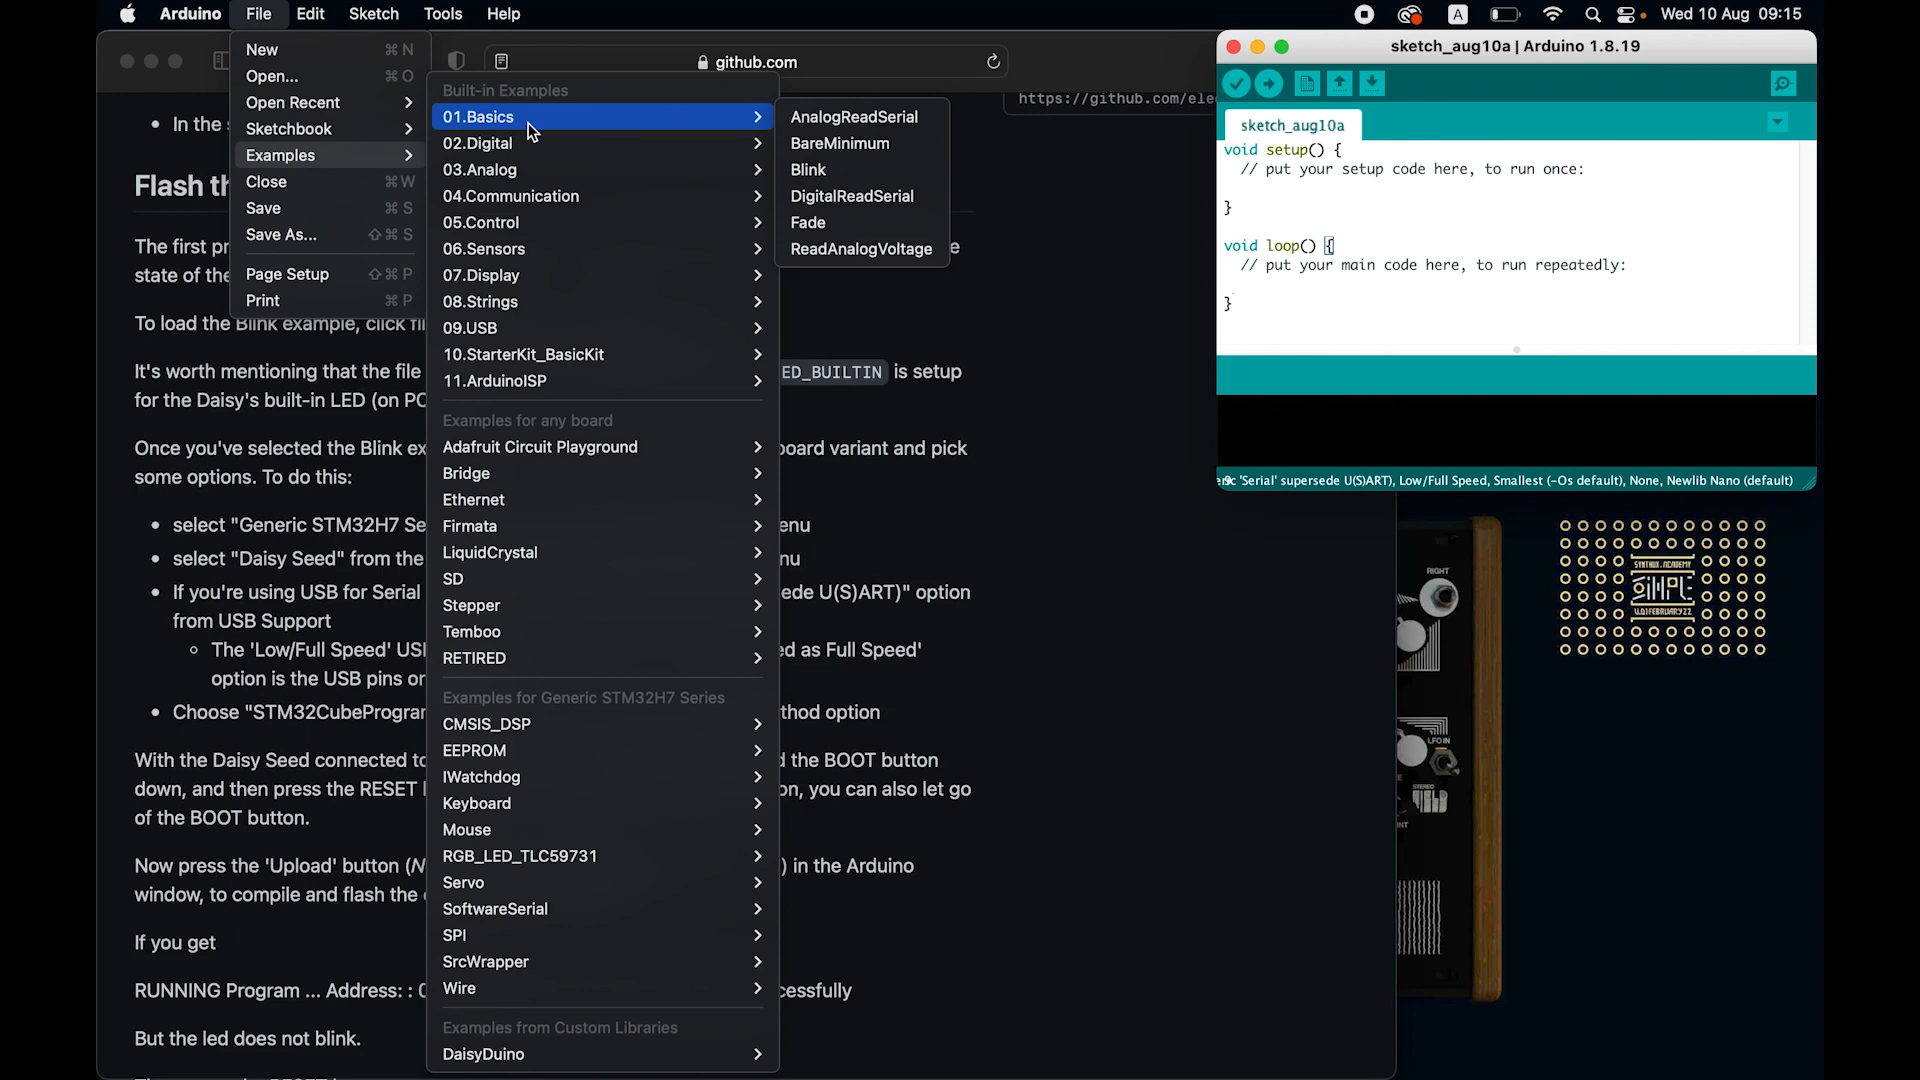 Arduino File Edit Sketch Tools Help
A Wed 10 Aug 09:15
New ⌘ N
Open... ⌘ O
Open Recent
Sketchbook
Examples
Close ⌘ W
Save ⌘ S
Save As... ⇧⌘ S
Page Setup ⇧⌘ P
Print ⌘ P
Built-in Examples
01.Basics
02.Digital
03.Analog
04.Communication
05.Control
06.Sensors
07.Display
08.Strings
09.USB
10.StarterKit_BasicKit
11.ArduinoISP
Examples for any board
Adafruit Circuit Playground
Bridge
Ethernet
Firmata
LiquidCrystal
SD
Stepper
Temboo
RETIRED
Examples for Generic STM32H7 Series
CMSIS_DSP
EEPROM
IWatchdog
Keyboard
Mouse
RGB_LED_TLC59731
Servo
SoftwareSerial
SPI
SrcWrapper
Wire
Examples from Custom Libraries
DaisyDuino
AnalogReadSerial
BareMinimum
Blink
DigitalReadSerial
Fade
ReadAnalogVoltage
github.com
https://github.com/ele
• In the
Flash th
The first pr e
state of the
To load the Blink example, click fil
It's worth mentioning that the file ED_BUILTIN is setup
for the Daisy's built-in LED (on PC
Once you've selected the Blink ex board variant and pick
some options. To do this:
• select "Generic STM32H7 Se enu
• select "Daisy Seed" from the nu
• If you're using USB for Serial ede U(S)ART)" option
from USB Support
The 'Low/Full Speed' USI d as Full Speed'
option is the USB pins or
• Choose "STM32CubePrograr thod option
With the Daisy Seed connected to the BOOT button
down, and then press the RESET on, you can also let go
of the BOOT button.
Now press the 'Upload' button (N ) in the Arduino
window, to compile and flash the
If you get
RUNNING Program ... Address: : 0 cessfully
But the led does not blink.
sketch_aug10a | Arduino 1.8.19
sketch_aug10a
void setup() {
// put your setup code here, to run once:
}
void loop() {
// put your main code here, to run repeatedly:
}
'Serial' supersede U(S)ART), Low/Full Speed, Smallest (-Os default), None, Newlib Nano (default)
RIGHT
LFO IN
STEREO
SYNTHUX.ACADEMY
SIMPLE
V.01FEBRUARY22